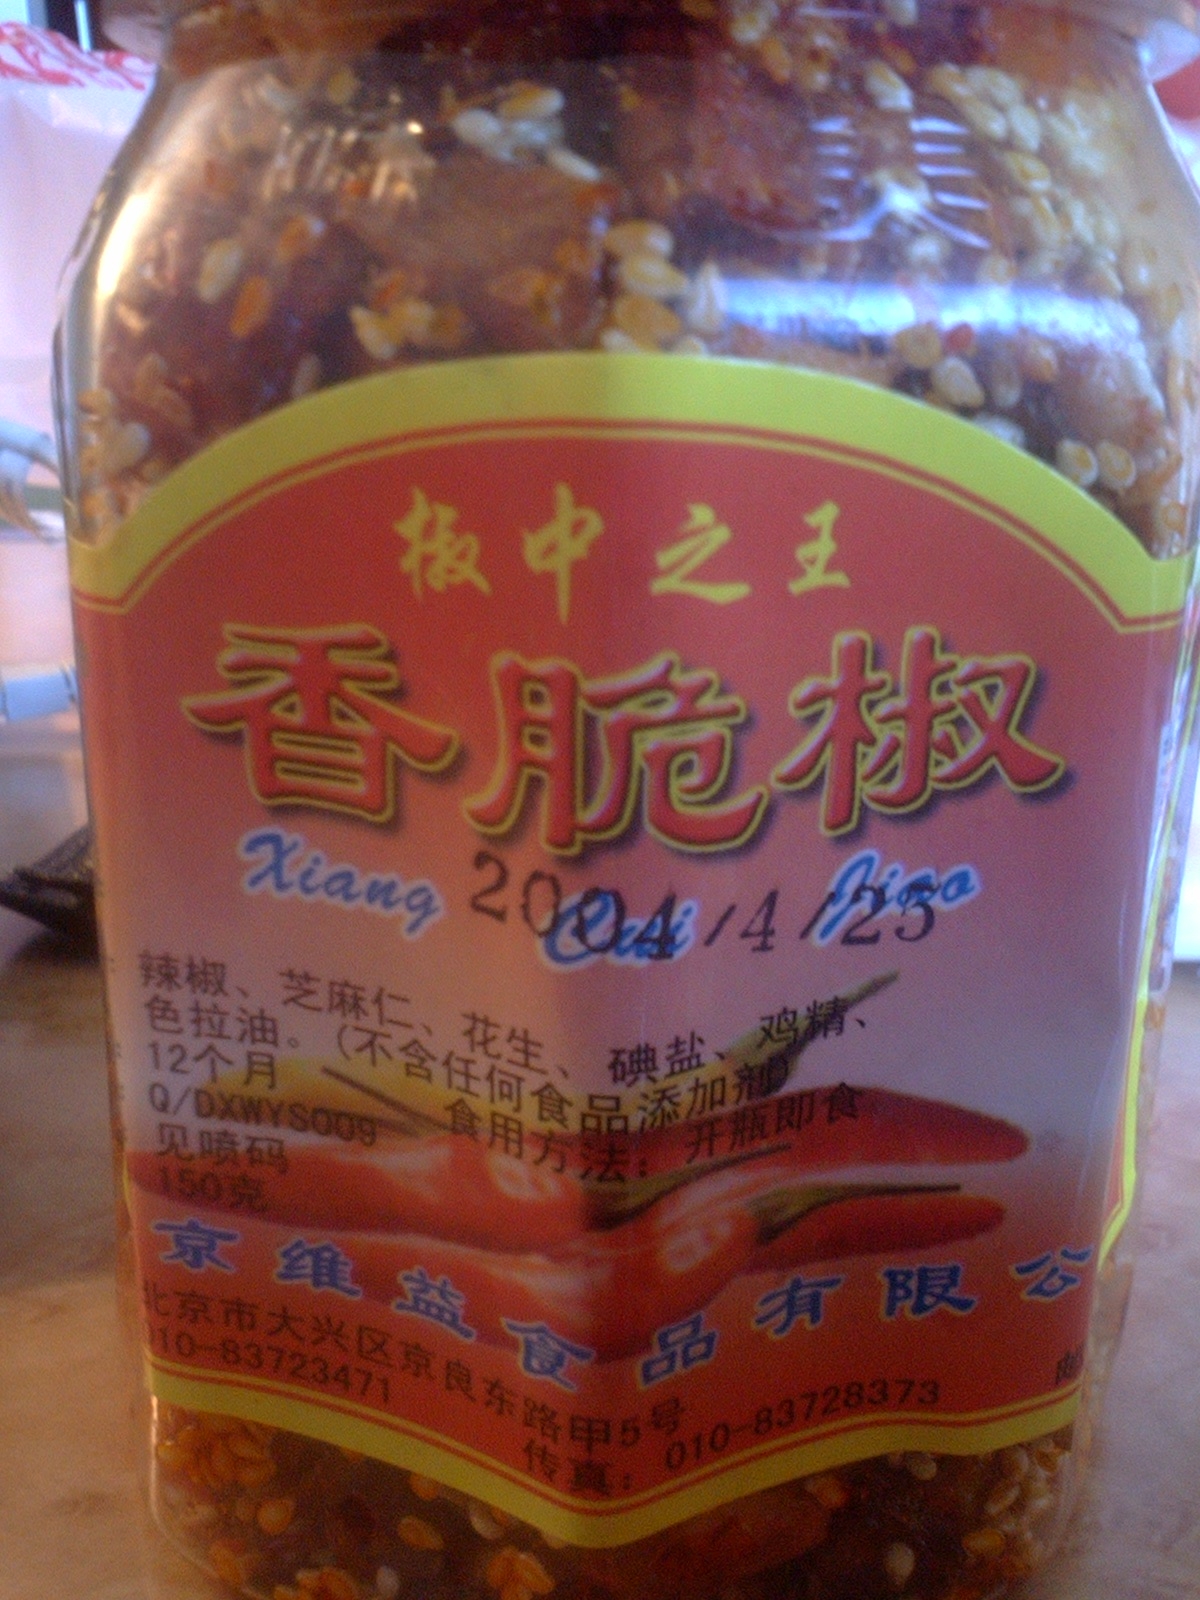 椒中之王
香脆椒
Xiang Cui Jiao
2004/4/25
辣椒、芝麻仁、花生、碘盐、鸡精、
色拉油。(不含任何食品添加剂)
12个月 食用方法：开瓶即食
Q/DXWYS009
见喷码
150克
京维益食品有限公
北京市大兴区京良东路甲5号
010-83723471 传真：010-83728373